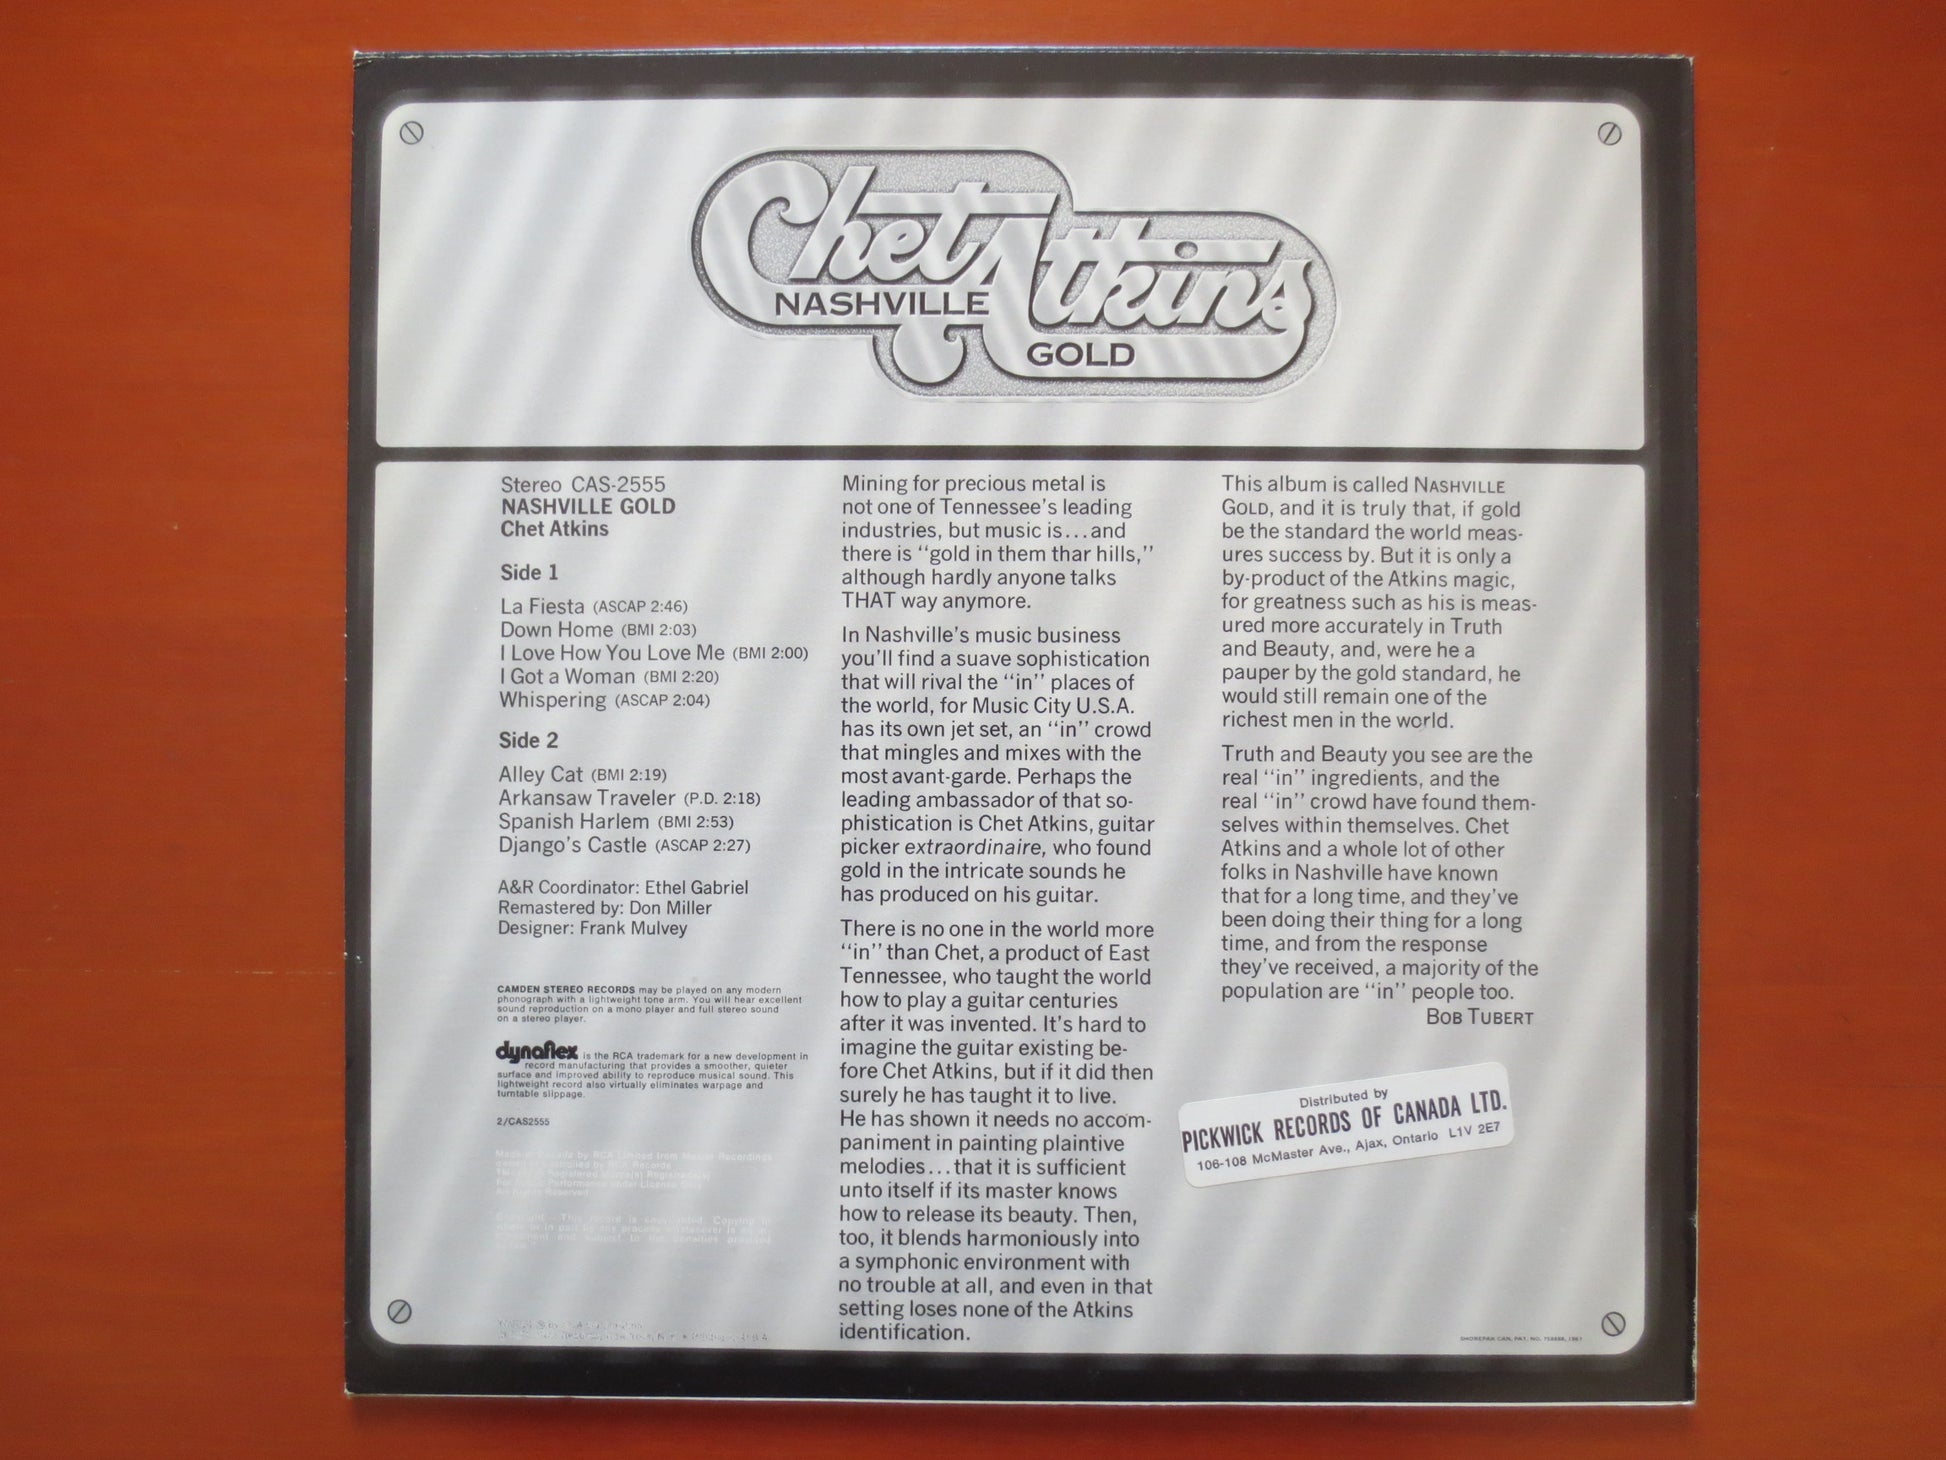 Chet Atkins
NASHVILLE
GOLD
Stereo CAS-2555
NASHVILLE GOLD
Chet Atkins
Side 1
La Fiesta (ASCAP 2:46)
Down Home (BMI 2:03)
I Love How You Love Me (BMI 2:00)
I Got a Woman (BMI 2:20)
Whispering (ASCAP 2:04)
Side 2
Alley Cat (BMI 2:19)
Arkansaw Traveler (P.D. 2:18)
Spanish Harlem (BMI 2:53)
Django's Castle (ASCAP 2:27)
A&R Coordinator: Ethel Gabriel
Remastered by: Don Miller
Designer: Frank Mulvey
CAMDEN STEREO RECORDS may be played on any modern
phonograph with a lightweight tone arm. You will hear excellent
sound reproduction on a mono player and full stereo sound
on a stereo player.
dynaflex is the RCA trademark for a new development in
record manufacturing that provides a smoother, quieter
surface and improved ability to reproduce musical sound. This
lightweight record also virtually eliminates warpage and
turntable slippage.
2/CAS2555
Made in Canada by RCA Limited from Master Recordings
Mining for precious metal is
not one of Tennessee's leading
industries, but music is...and
there is "gold in them thar hills,"
although hardly anyone talks
THAT way anymore.
In Nashville's music business
you'll find a suave sophistication
that will rival the "in" places of
the world, for Music City U.S.A.
has its own jet set, an "in" crowd
that mingles and mixes with the
most avant-garde. Perhaps the
leading ambassador of that so-
phistication is Chet Atkins, guitar
picker extraordinaire, who found
gold in the intricate sounds he
has produced on his guitar.
There is no one in the world more
"in" than Chet, a product of East
Tennessee, who taught the world
how to play a guitar centuries
after it was invented. It's hard to
imagine the guitar existing be-
fore Chet Atkins, but if it did then
surely he has taught it to live.
He has shown it needs no accom-
paniment in painting plaintive
melodies...that it is sufficient
unto itself if its master knows
how to release its beauty. Then,
too, it blends harmoniously into
a symphonic environment with
no trouble at all, and even in that
setting loses none of the Atkins
identification.
This album is called NASHVILLE
GOLD, and it is truly that, if gold
be the standard the world meas-
ures success by. But it is only a
by-product of the Atkins magic,
for greatness such as his is meas-
ured more accurately in Truth
and Beauty, and, were he a
pauper by the gold standard, he
would still remain one of the
richest men in the world.
Truth and Beauty you see are the
real "in" ingredients, and the
real "in" crowd have found them-
selves within themselves. Chet
Atkins and a whole lot of other
folks in Nashville have known
that for a long time, and they've
been doing their thing for a long
time, and from the response
they've received, a majority of the
population are "in" people too.
BOB TUBERT
Distributed by
PICKWICK RECORDS OF CANADA LTD.
106-108 McMaster Ave., Ajax, Ontario L1V 2E7
SHOREPAK CAN. PAT. NO. 1967